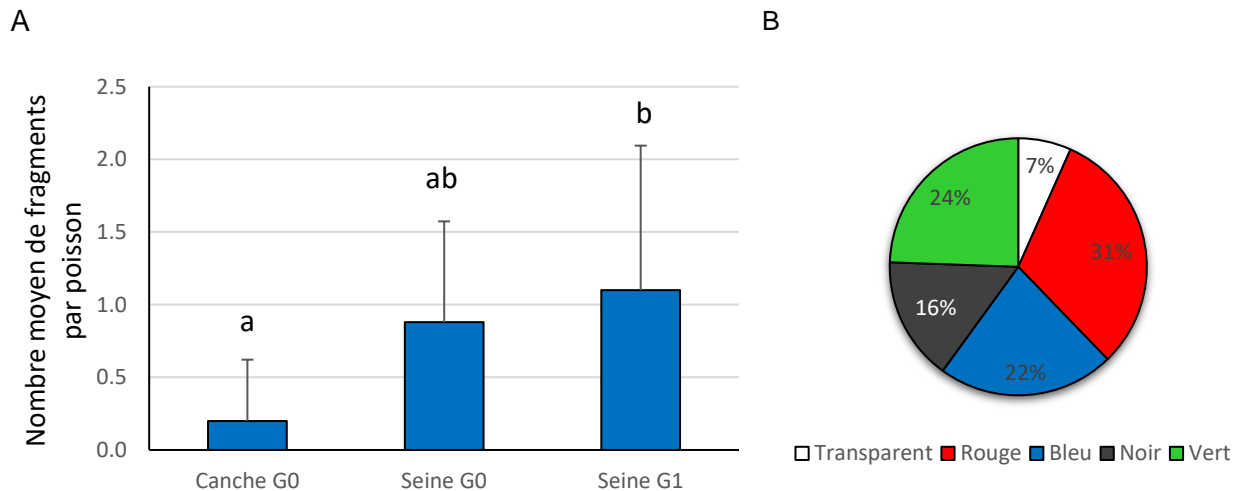 A
Nombre moyen de fragments
par poisson
2.5
2.0
1.5
1.0
0.5
0.0
a
ab
b
Canche G0
Seine G0
Seine G1
B
7%
31%
22%
16%
24%
Transparent Rouge Bleu Noir Vert